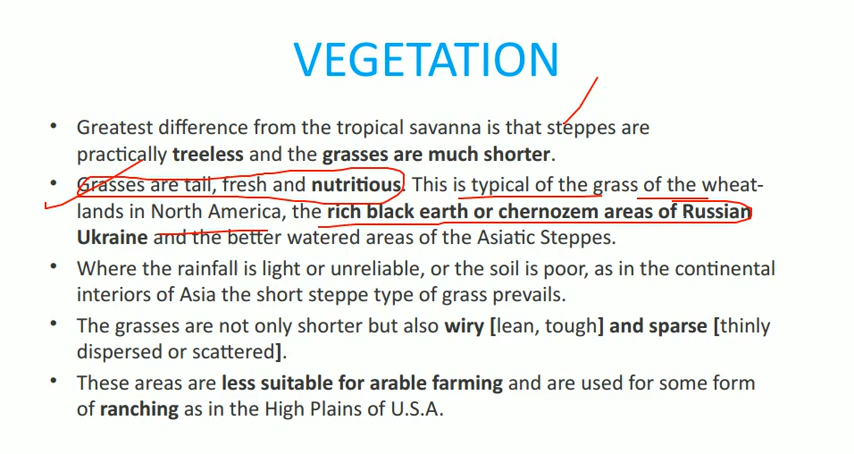 VEGETATION
• Greatest difference from the tropical savanna is that steppes are
practically treeless and the grasses are much shorter.
• Grasses are tall, fresh and nutritious. This is typical of the grass of the wheat-
lands in North America, the rich black earth or chernozem areas of Russian
Ukraine and the better watered areas of the Asiatic Steppes.
• Where the rainfall is light or unreliable, or the soil is poor, as in the continental
interiors of Asia the short steppe type of grass prevails.
• The grasses are not only shorter but also wiry [lean, tough] and sparse [thinly
dispersed or scattered].
• These areas are less suitable for arable farming and are used for some form
of ranching as in the High Plains of U.S.A.